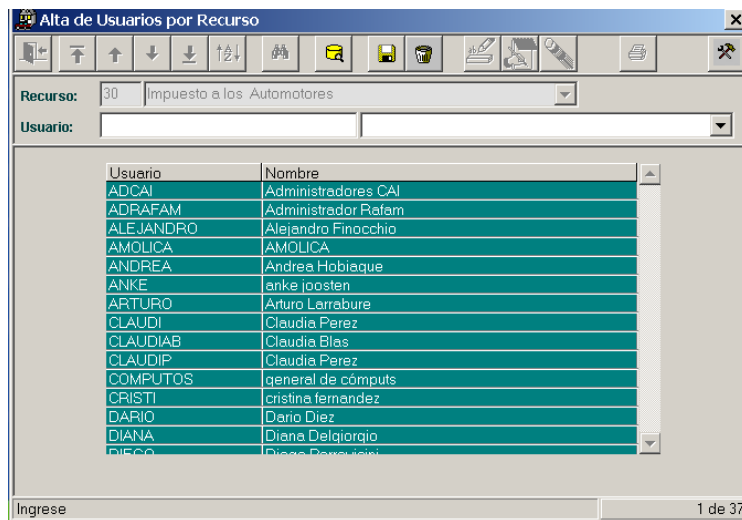 Alta de Usuarios por Recurso
Recurso: 30 Impuesto a los Automotores
Usuario:
Usuario Nombre
ADCAI Administradores CAI
ADRAFAM Administrador Rafam
ALEJANDRO Alejandro Finocchio
AMOLICA AMOLICA
ANDREA Andrea Hobiaque
ANKE anke joosten
ARTURO Arturo Larrabure
CLAUDI Claudia Perez
CLAUDIAB Claudia Blas
CLAUDIP Claudia Perez
COMPUTOS general de cómputs
CRISTI cristina fernandez
DARIO Dario Diez
DIANA Diana Delgiorgio
DIEGO Diego
Ingrese 1 de 37